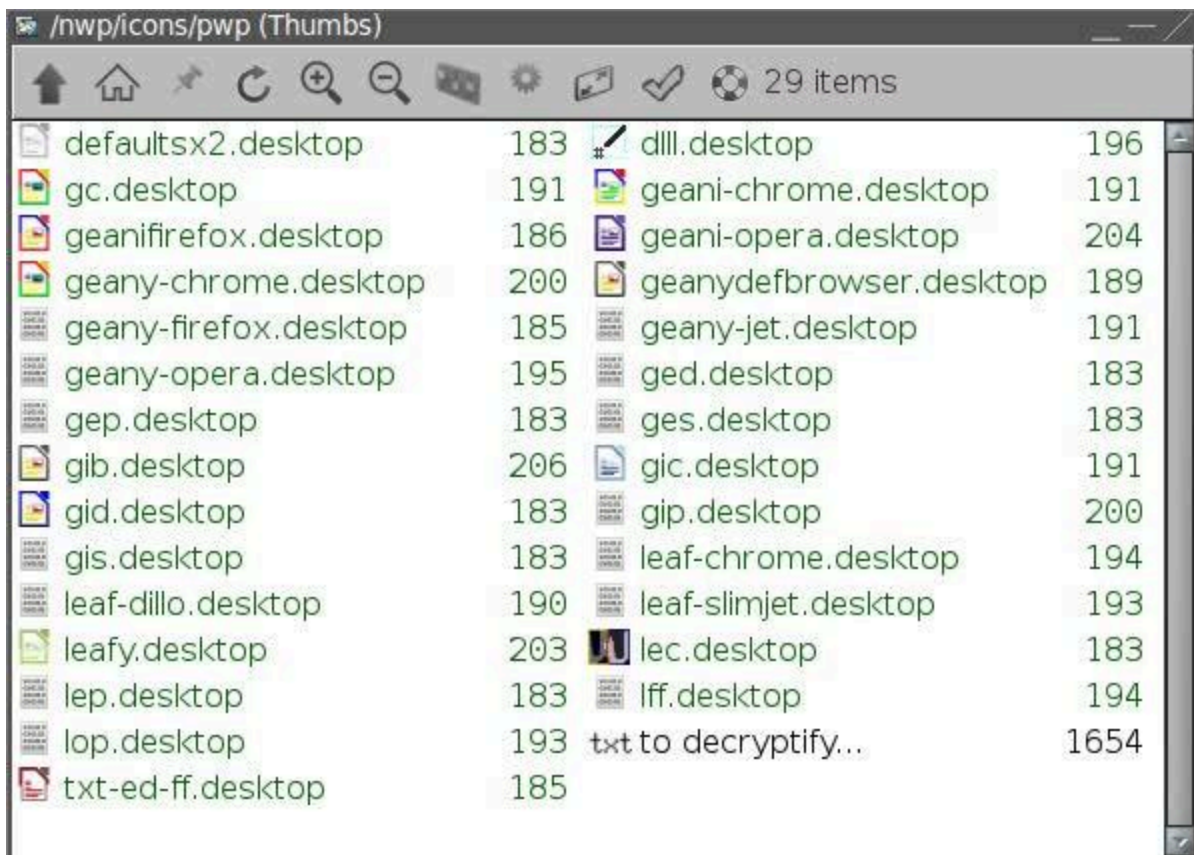 /nwp/icons/pwp (Thumbs)
29 items
defaultsx2.desktop 183 dlll.desktop 196
gc.desktop 191 geani-chrome.desktop 191
geanifirefox.desktop 186 geani-opera.desktop 204
geany-chrome.desktop 200 geanydefbrowser.desktop 189
geany-firefox.desktop 185 geany-jet.desktop 191
geany-opera.desktop 195 ged.desktop 183
gep.desktop 183 ges.desktop 183
gib.desktop 206 gic.desktop 191
gid.desktop 183 gip.desktop 200
gis.desktop 183 leaf-chrome.desktop 194
leaf-dillo.desktop 190 leaf-slimjet.desktop 193
leafy.desktop 203 lec.desktop 183
lep.desktop 183 lff.desktop 194
lop.desktop 193 txt to decryptify... 1654
txt-ed-ff.desktop 185